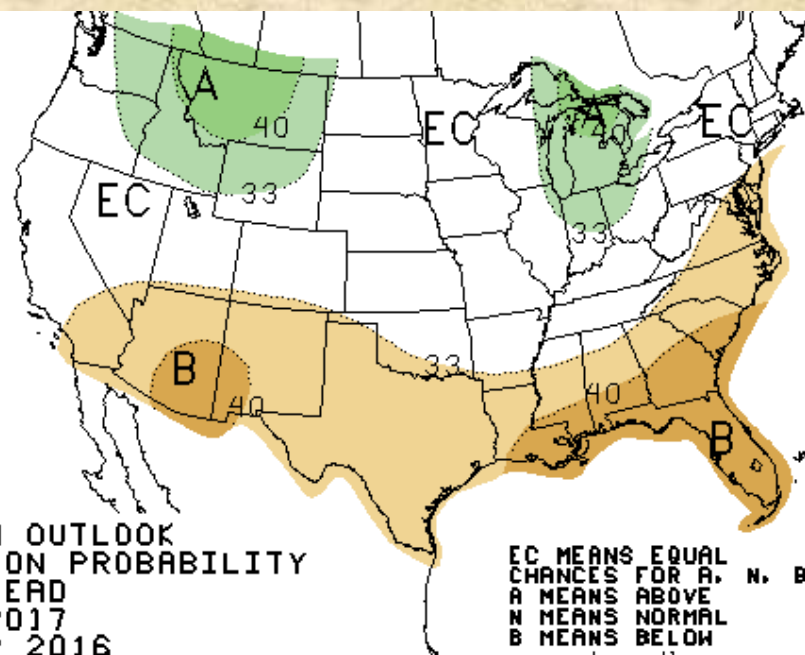 A
A
40
EC
40
EC
EC
33
33
B
33
40
40
B
OUTLOOK
ON PROBABILITY
EAD
2017
2016
EC MEANS EQUAL
CHANCES FOR A, N, B
A MEANS ABOVE
N MEANS NORMAL
B MEANS BELOW